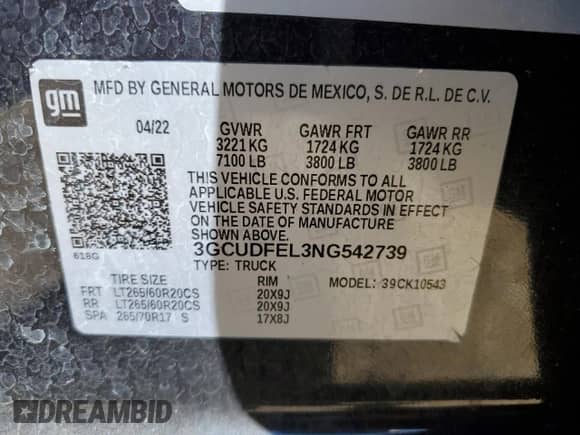 gm
MFD BY GENERAL MOTORS DE MEXICO, S. DE R.L. DE C.V.
04/22 GVWR GAWR FRT GAWR RR
3221 KG 1724 KG 1724 KG
7100 LB 3800 LB 3800 LB
THIS VEHICLE CONFORMS TO ALL
APPLICABLE U.S. FEDERAL MOTOR
VEHICLE SAFETY STANDARDS IN EFFECT
ON THE DATE OF MANUFACTURE
SHOWN ABOVE.
618G
3GCUDFEL3NG542739
TYPE: TRUCK MODEL: 39CK10543
TIRE SIZE RIM
FRT LT265/60R20CS 20X9J
RR LT265/60R20CS 20X9J
SPA 265/70R17 S 17X8J
DREAMBID